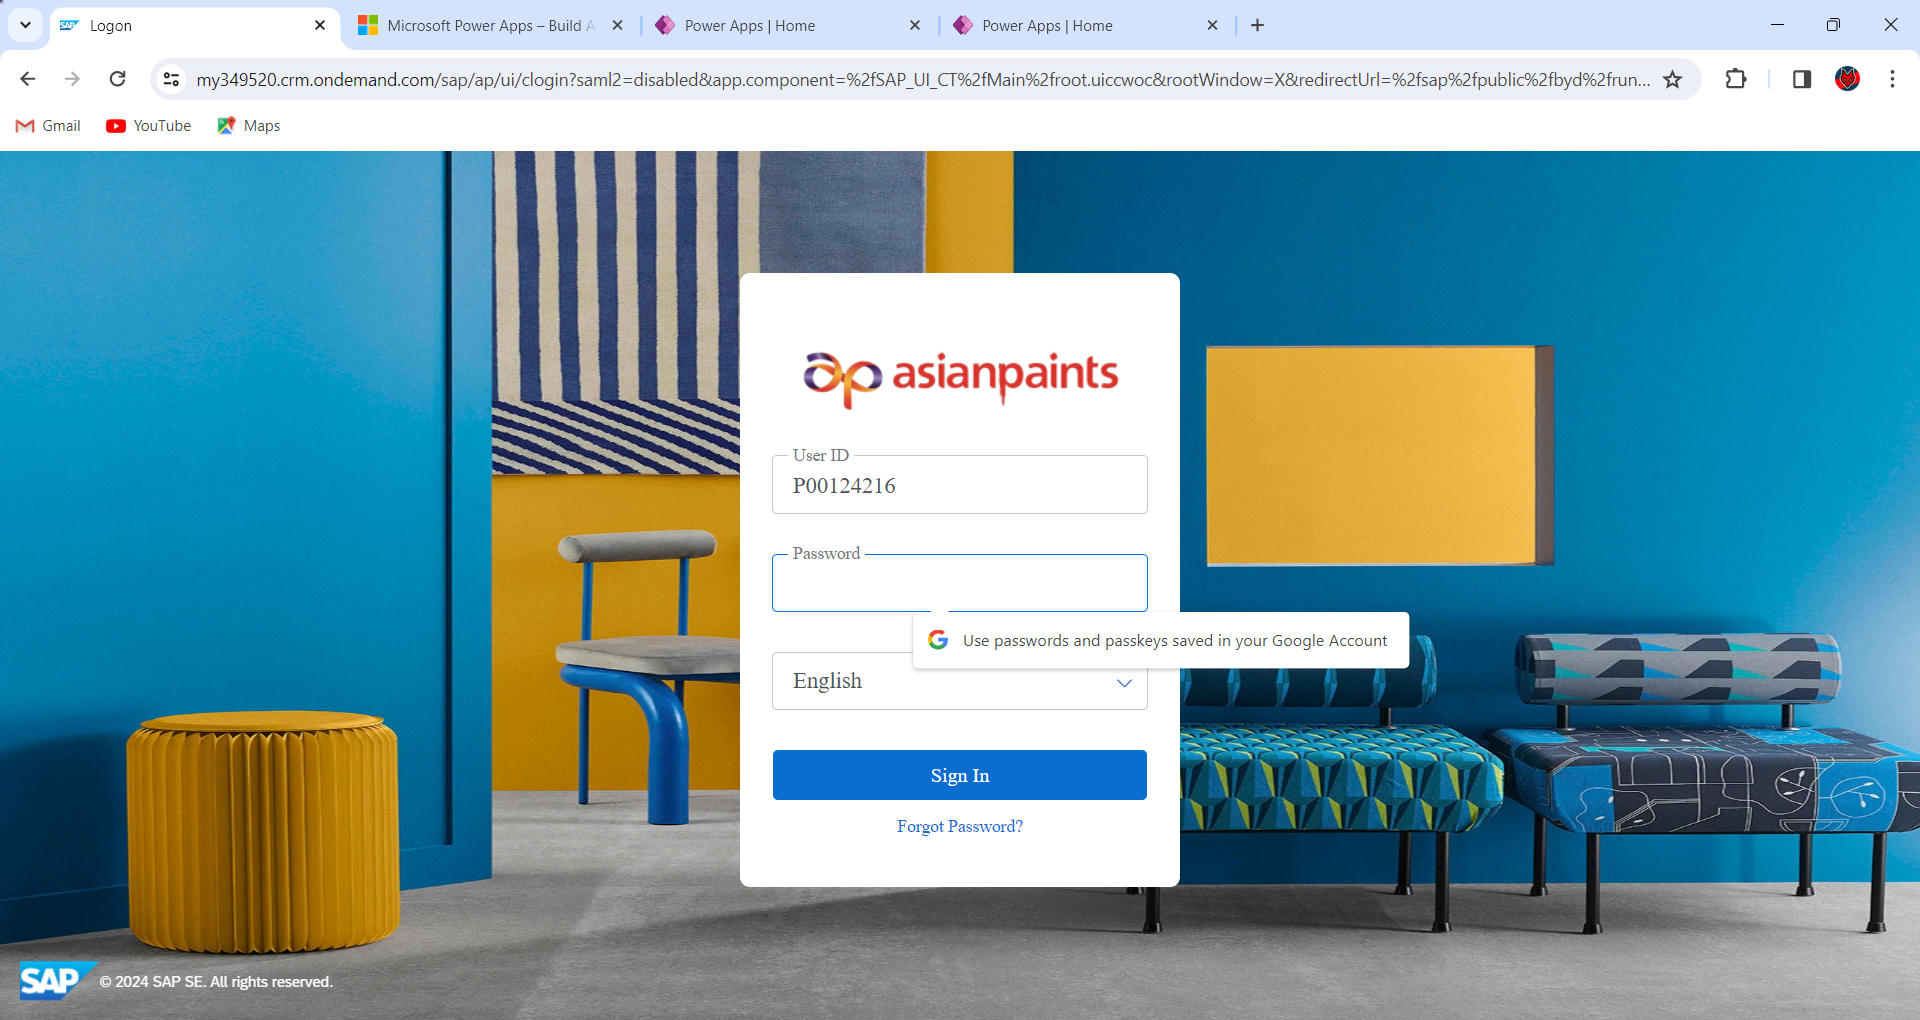 Logon
Microsoft Power Apps – Build A
Power Apps | Home
Power Apps | Home
my349520.crm.ondemand.com/sap/ap/ui/clogin?saml2=disabled&app.component=%2fSAP_UI_CT%2fMain%2froot.uiccwoc&rootWindow=X&redirectUrl=%2fsap%2fpublic%2fbyd%2frun...
Gmail
YouTube
Maps
ap asianpaints
User ID
P00124216
Password
Use passwords and passkeys saved in your Google Account
English
Sign In
Forgot Password?
SAP © 2024 SAP SE. All rights reserved.